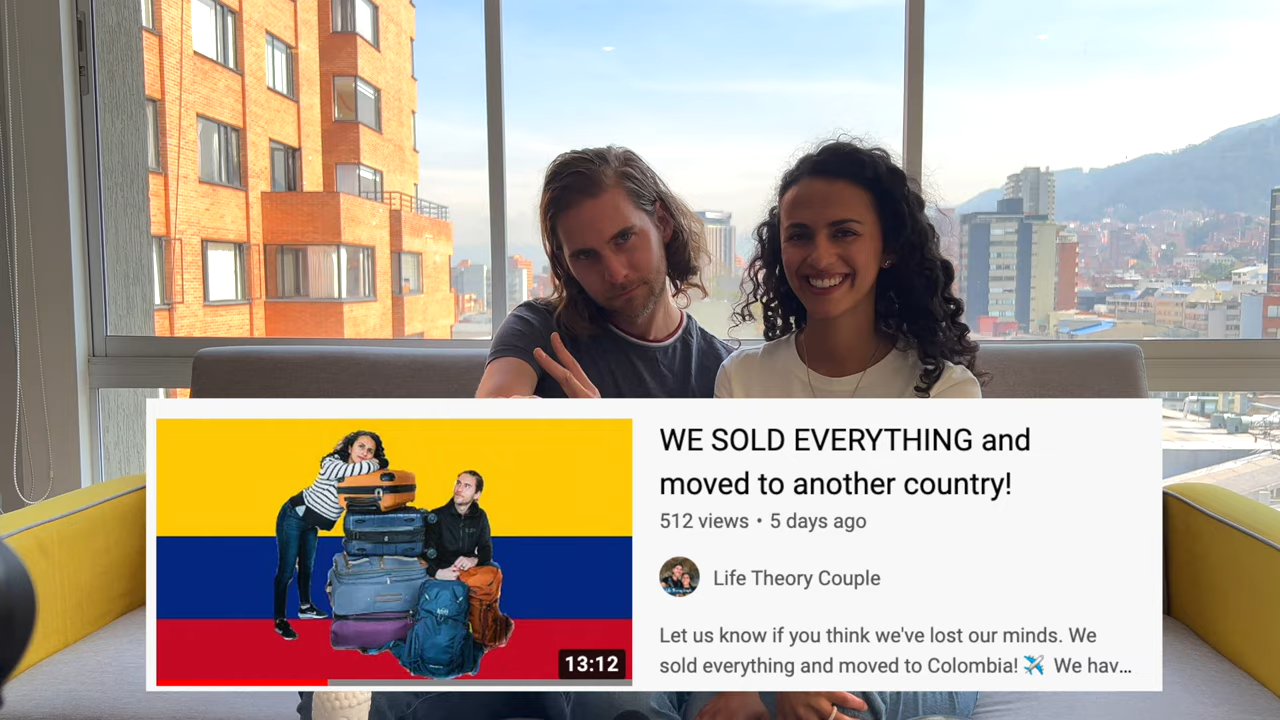 WE SOLD EVERYTHING and
moved to another country!
512 views • 5 days ago
Life Theory Couple
Let us know if you think we've lost our minds. We
sold everything and moved to Colombia! ✈️ We hav...
13:12